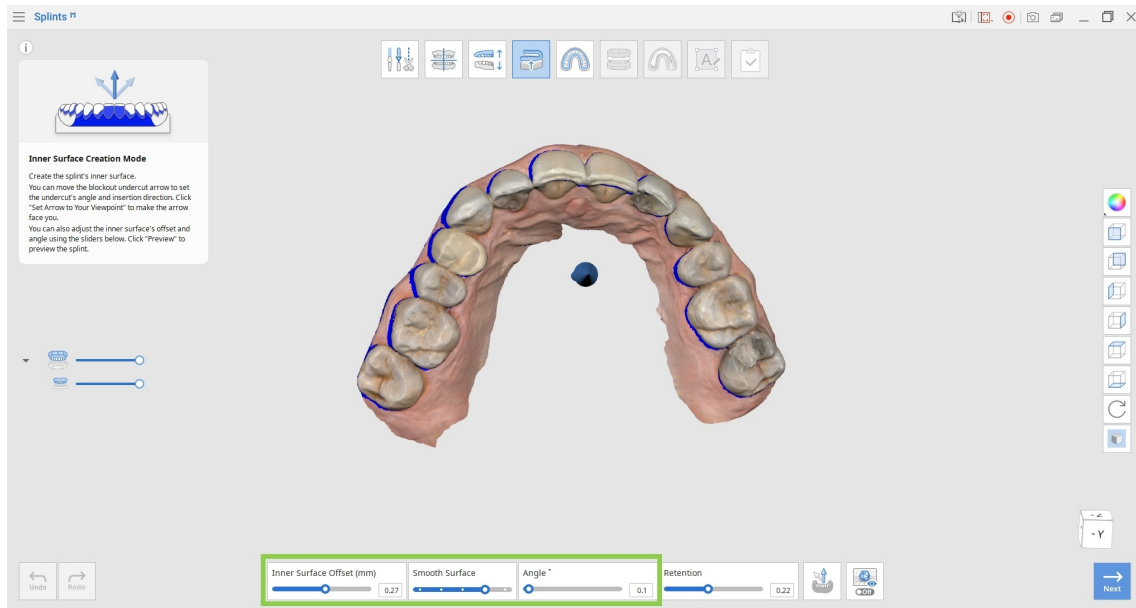 Splints
Inner Surface Creation Mode
Create the splint's inner surface.
You can move the blockout undercut arrow to set
the undercut's angle and insertion direction. Click
"Set Arrow to Your Viewpoint" to make the arrow
face you.
You can also adjust the inner surface's offset and
angle using the sliders below. Click "Preview" to
preview the splint.
- Y
Undo
Redo
Inner Surface Offset (mm)
0.27
Smooth Surface
Angle °
0.1
Retention
0.22
Off
Next